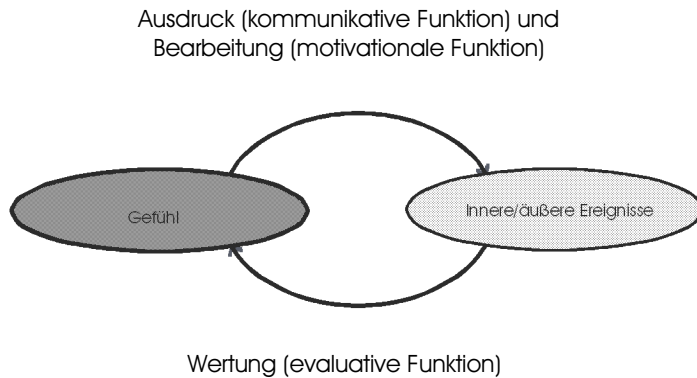 Ausdruck (kommunikative Funktion) und
Bearbeitung (motivationale Funktion)
Gefühl
Innere/äußere Ereignisse
Wertung (evaluative Funktion)